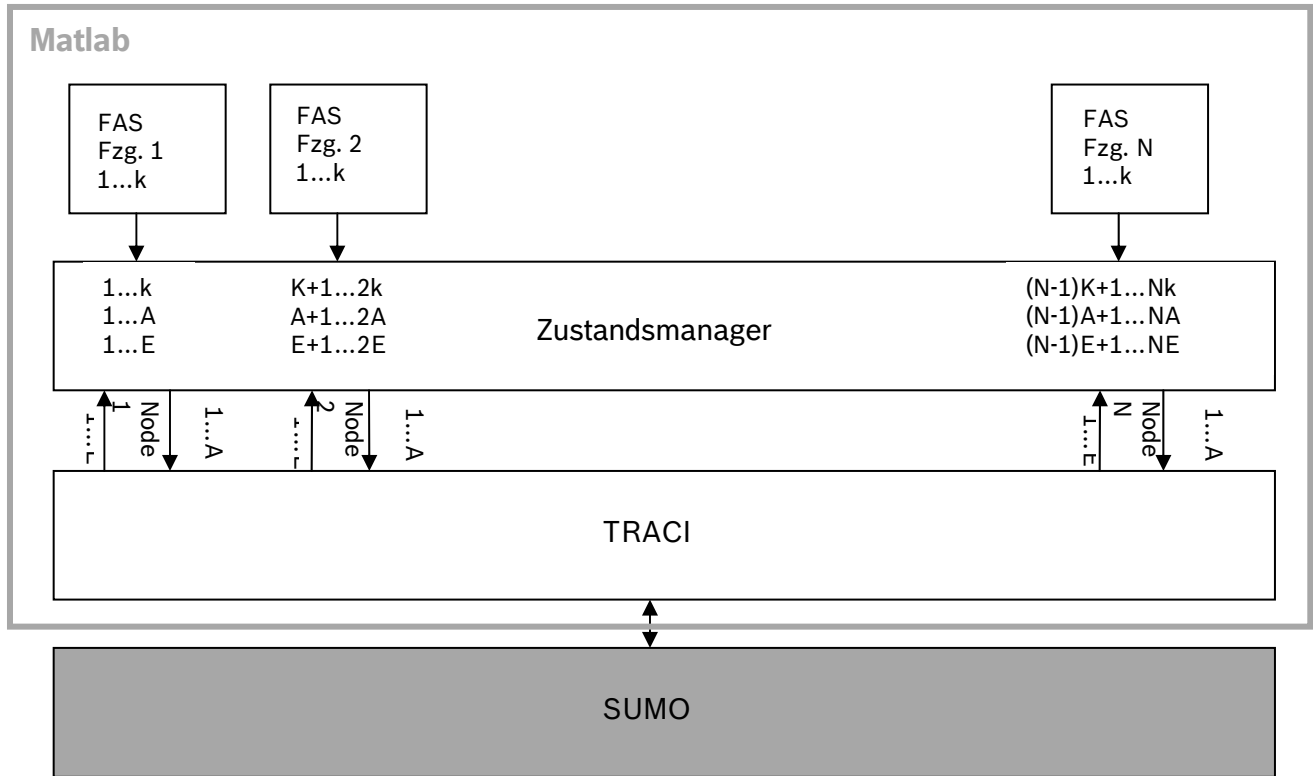 Matlab
FAS
Fzg. 1
1...k
FAS
Fzg. 2
1...k
FAS
Fzg. N
1...k
1...k
1...A
1...E
K+1...2k
A+1...2A
E+1...2E
Zustandsmanager
(N-1)K+1...Nk
(N-1)A+1...NA
(N-1)E+1...NE
Node
1
1...A
Node
2
1...A
1...E
Node
N
1...A
TRACI
SUMO